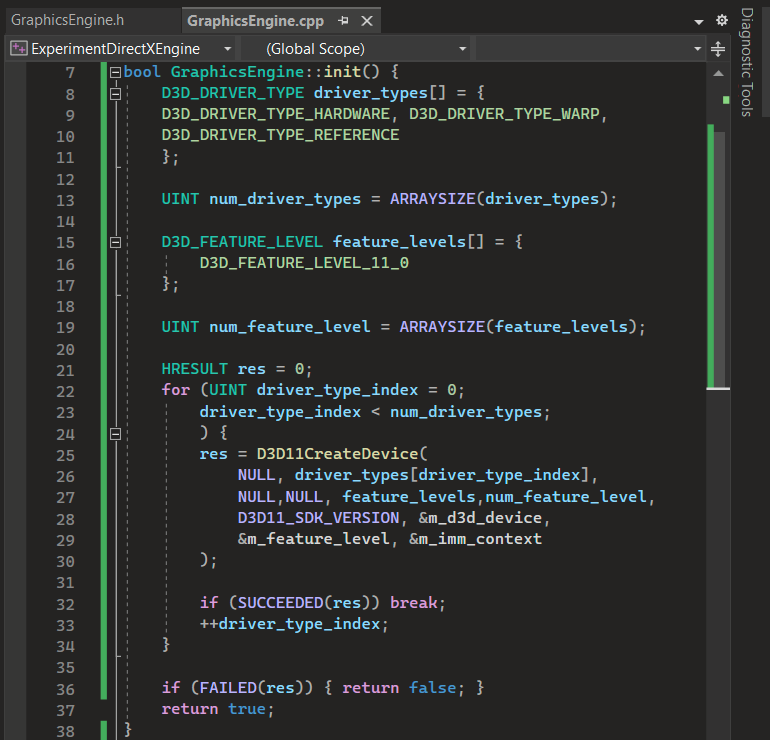 GraphicsEngine.h GraphicsEngine.cpp
ExperimentDirectXEngine (Global Scope)
Diagnostic Tools
7 bool GraphicsEngine::init() {
8 D3D_DRIVER_TYPE driver_types[] = {
9 D3D_DRIVER_TYPE_HARDWARE, D3D_DRIVER_TYPE_WARP,
10 D3D_DRIVER_TYPE_REFERENCE
11 };
12
13 UINT num_driver_types = ARRAYSIZE(driver_types);
14
15 D3D_FEATURE_LEVEL feature_levels[] = {
16 D3D_FEATURE_LEVEL_11_0
17 };
18
19 UINT num_feature_level = ARRAYSIZE(feature_levels);
20
21 HRESULT res = 0;
22 for (UINT driver_type_index = 0;
23 driver_type_index < num_driver_types;
24 ) {
25 res = D3D11CreateDevice(
26 NULL, driver_types[driver_type_index],
27 NULL,NULL, feature_levels,num_feature_level,
28 D3D11_SDK_VERSION, &m_d3d_device,
29 &m_feature_level, &m_imm_context
30 );
31
32 if (SUCCEEDED(res)) break;
33 ++driver_type_index;
34 }
35
36 if (FAILED(res)) { return false; }
37 return true;
38 }